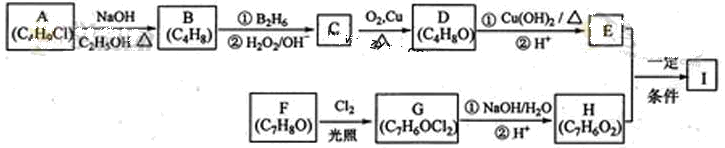 A (C₄H₉Cl) NaOH C₂H₅OH △ B (C₄H₈) ① B₂H₆ ② H₂O₂/OH⁻ C O₂,Cu △ D (C₄H₈O) ① Cu(OH)₂ / △ ② H⁺ E
一定 条件 I
F (C₇H₈O) Cl₂ 光照 G (C₇H₆OCl₂) ① NaOH/H₂O ② H⁺ H (C₇H₆O₂)